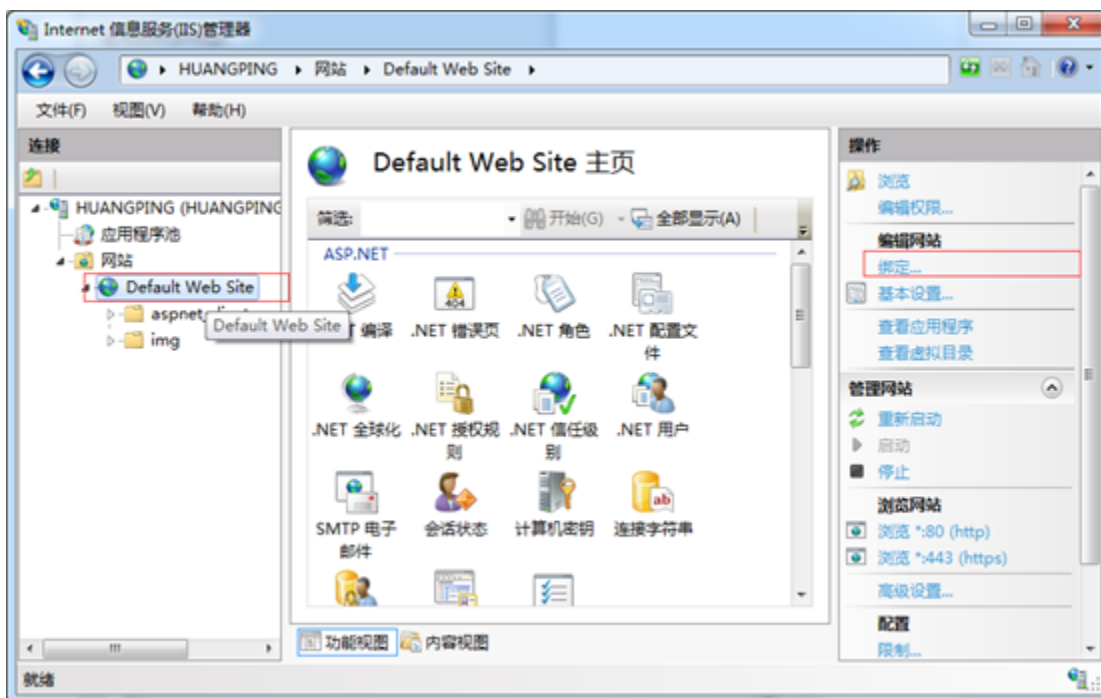 Internet 信息服务(IIS)管理器
HUANGPING 网站 Default Web Site
文件(F) 视图(V) 帮助(H)
连接
HUANGPING (HUANGPING
应用程序池
网站
Default Web Site
img
Default Web Site
Default Web Site 主页
筛选: 开始(G) 全部显示(A)
ASP.NET
编译 .NET 错误页 .NET 角色 .NET 配置文
件
.NET 全球化 .NET 授权规 .NET 信任级 .NET 用户
则 别
SMTP 电子 会话状态 计算机密钥 连接字符串
邮件
功能视图 内容视图
操作
浏览
编辑权限...
编辑网站
绑定...
基本设置...
查看应用程序
查看虚拟目录
管理网站
重新启动
启动
停止
浏览网站
浏览 *:80 (http)
浏览 *:443 (https)
高级设置...
配置
限制...
就绪